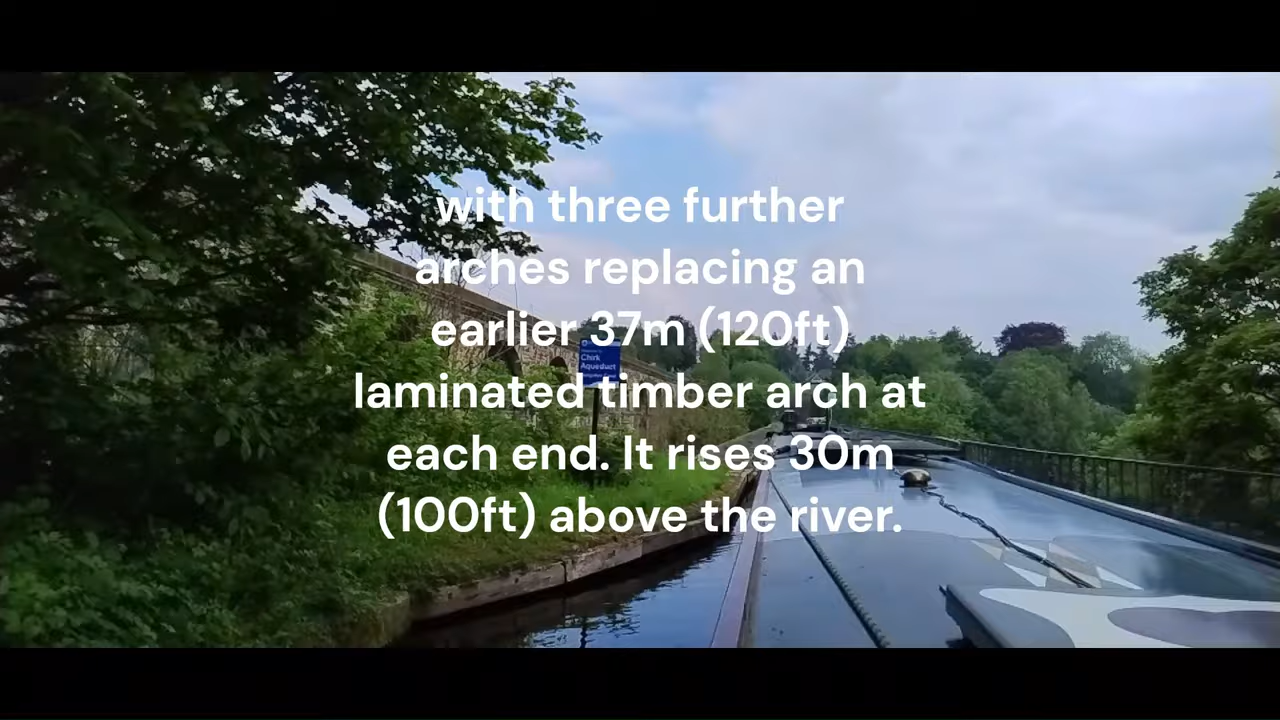 with three further
arches replacing an
earlier 37m (120ft)
Chirk
Aqueduct
laminated timber arch at
each end. It rises 30m
(100ft) above the river.